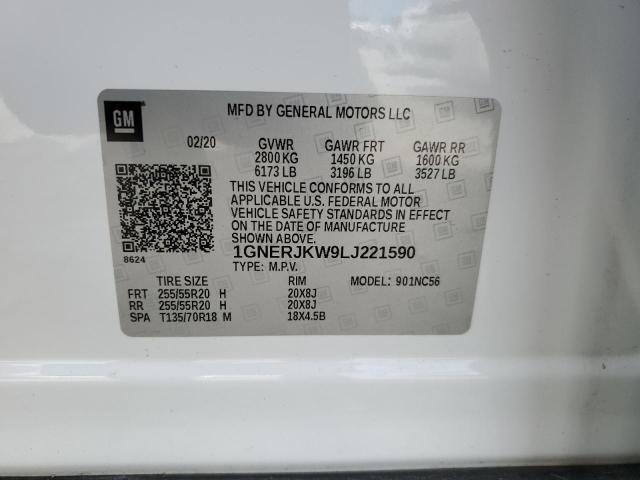 GM
MFD BY GENERAL MOTORS LLC
02/20 GVWR GAWR FRT GAWR RR
2800 KG 1450 KG 1600 KG
6173 LB 3196 LB 3527 LB
THIS VEHICLE CONFORMS TO ALL
APPLICABLE U.S. FEDERAL MOTOR
VEHICLE SAFETY STANDARDS IN EFFECT
ON THE DATE OF MANUFACTURE
SHOWN ABOVE.
8624
1GNERJKW9LJ221590
TYPE: M.P.V.
TIRE SIZE RIM MODEL: 901NC56
FRT 255/55R20 H 20X8J
RR 255/55R20 H 20X8J
SPA T135/70R18 M 18X4.5B